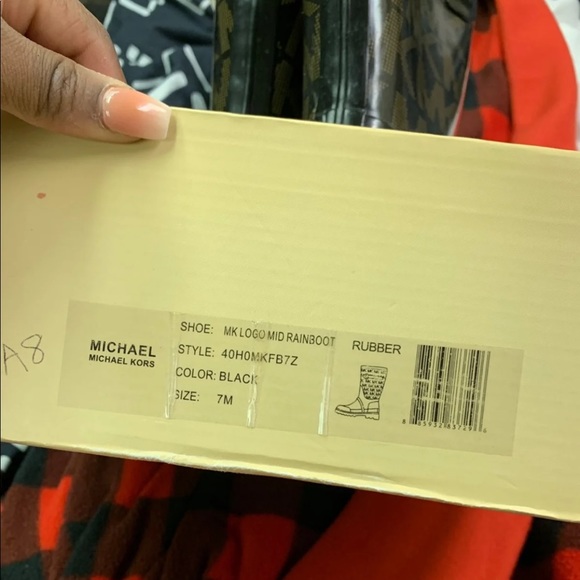 A8
MICHAEL
MICHAEL KORS
SHOE: MK LOGO MID RAINBOOT
STYLE: 40H0MKFB7Z
COLOR: BLACK
SIZE: 7M
RUBBER